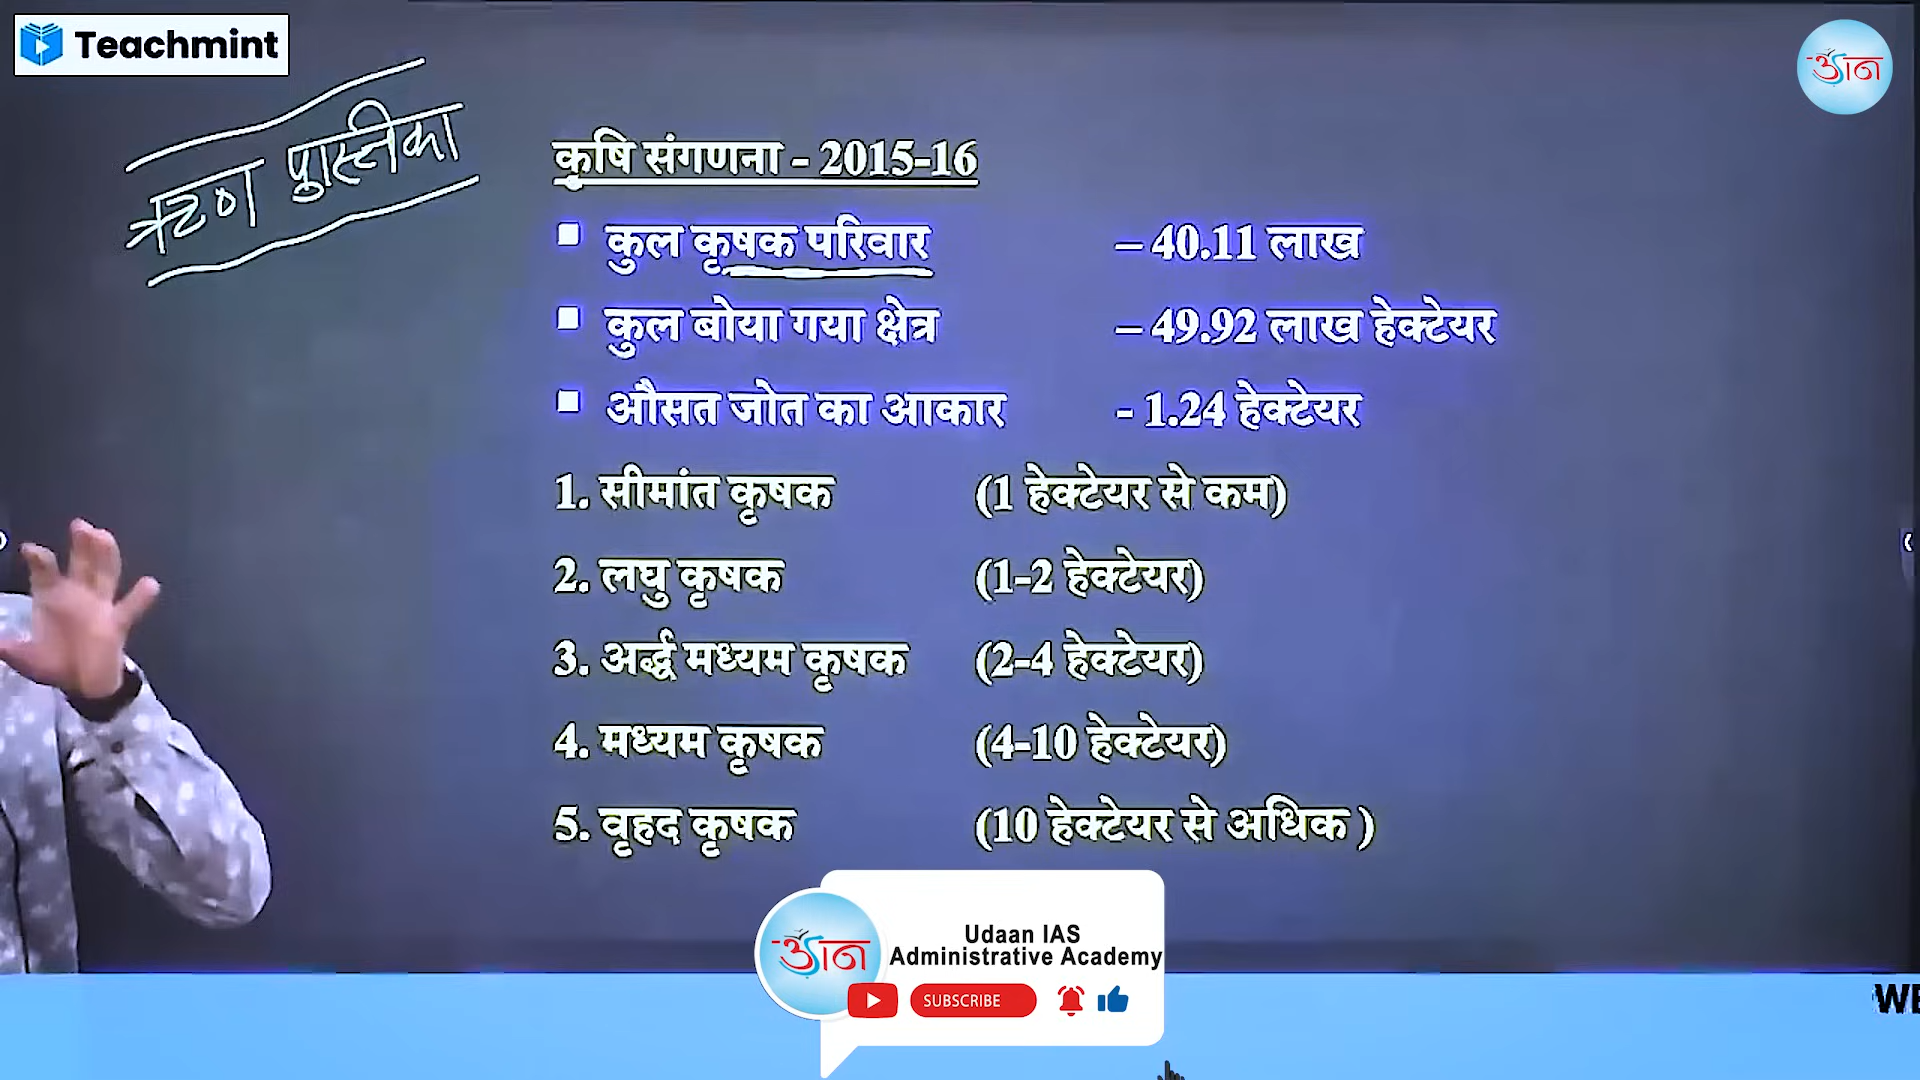 Teachmint
उड़ान
ऋण पुस्तिका
कृषि संगणना - 2015-16
▪ कुल कृषक परिवार – 40.11 लाख
▪ कुल बोया गया क्षेत्र – 49.92 लाख हेक्टेयर
▪ औसत जोत का आकार - 1.24 हेक्टेयर
1. सीमांत कृषक (1 हेक्टेयर से कम)
2. लघु कृषक (1-2 हेक्टेयर)
3. अर्द्ध मध्यम कृषक (2-4 हेक्टेयर)
4. मध्यम कृषक (4-10 हेक्टेयर)
5. वृहद कृषक (10 हेक्टेयर से अधिक )
उड़ान
Udaan IAS
Administrative Academy
SUBSCRIBE